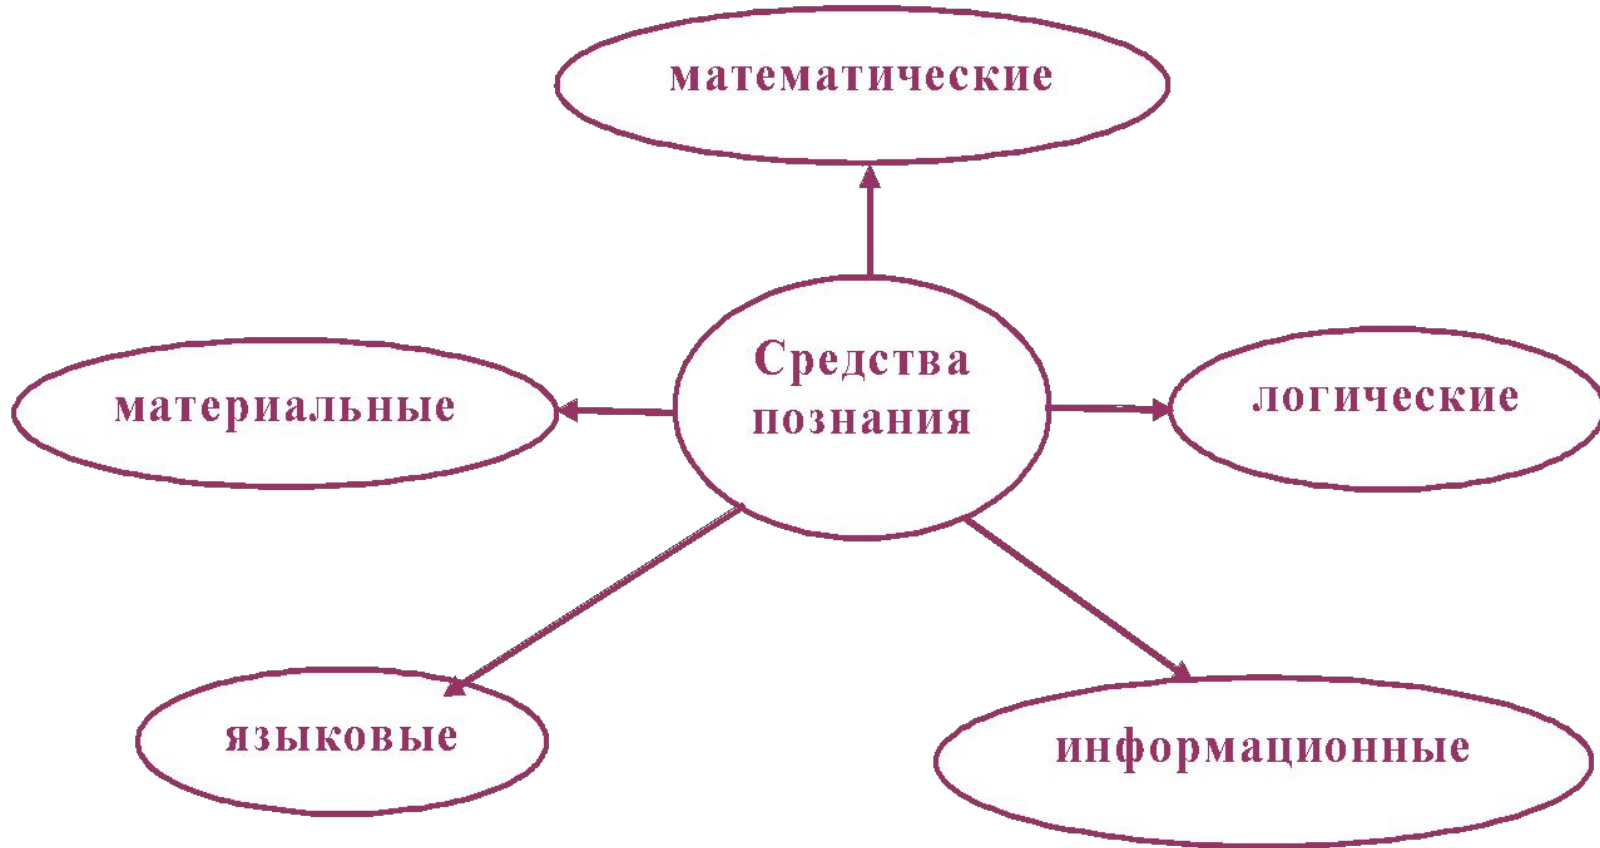 математические
Средства
познания
материальные
логические
языковые
информационные